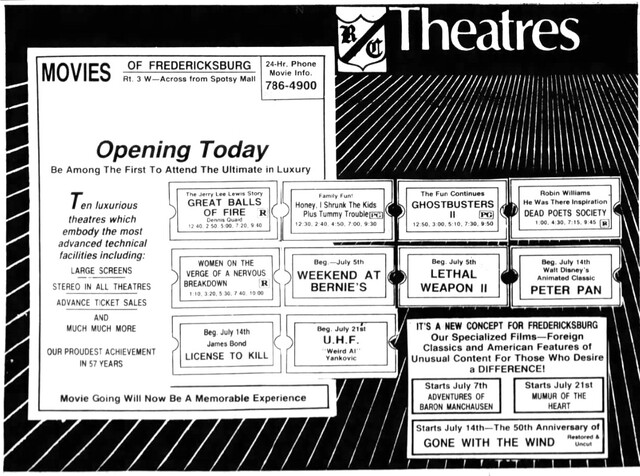 R
C
Theatres
MOVIES
OF FREDERICKSBURG
Rt. 3 W—Across from Spotsy Mall
24-Hr. Phone
Movie Info.
786-4900
Opening Today
Be Among The First To Attend The Ultimate in Luxury
Ten luxurious
theatres which
embody the most
advanced technical
facilities including:
LARGE SCREENS
STEREO IN ALL THEATRES
ADVANCE TICKET SALES
AND
MUCH MUCH MORE
OUR PROUDEST ACHIEVEMENT
IN 57 YEARS
The Jerry Lee Lewis Story
GREAT BALLS
OF FIRE R
Dennis Quaid
12:40, 2:50, 5:00, 7:20, 9:40
Family Fun!
Honey, I Shrunk The Kids
Plus Tummy Trouble PG
12:30, 2:40, 4:50, 7:00, 9:30
The Fun Continues
GHOSTBUSTERS
II PG
12:50, 3:00, 5:10, 7:30, 9:50
Robin Williams
He Was There Inspiration
DEAD POETS SOCIETY
1:00, 4:30, 7:15, 9:45 R
WOMEN ON THE
VERGE OF A NERVOUS
BREAKDOWN R
1:10, 3:20, 5:30, 7:40, 10:00
Beg.—July 5th
WEEKEND AT
BERNIE'S
Beg. July 5th
LETHAL
WEAPON II
Beg. July 14th
Walt Disney's
Animated Classic
PETER PAN
Beg. July 14th
James Bond
LICENSE TO KILL
Beg. July 21st
U.H.F.
"Weird Al"
Yankovic
IT'S A NEW CONCEPT FOR FREDERICKSBURG
Our Specialized Films—Foreign
Classics and American Features of
Unusual Content For Those Who Desire
a DIFFERENCE!
Starts July 7th
ADVENTURES OF
BARON MANCHAUSEN
Starts July 21st
MUMUR OF THE
HEART
Starts July 14th—The 50th Anniversary of
GONE WITH THE WIND Restored &
Uncut
Movie Going Will Now Be A Memorable Experience